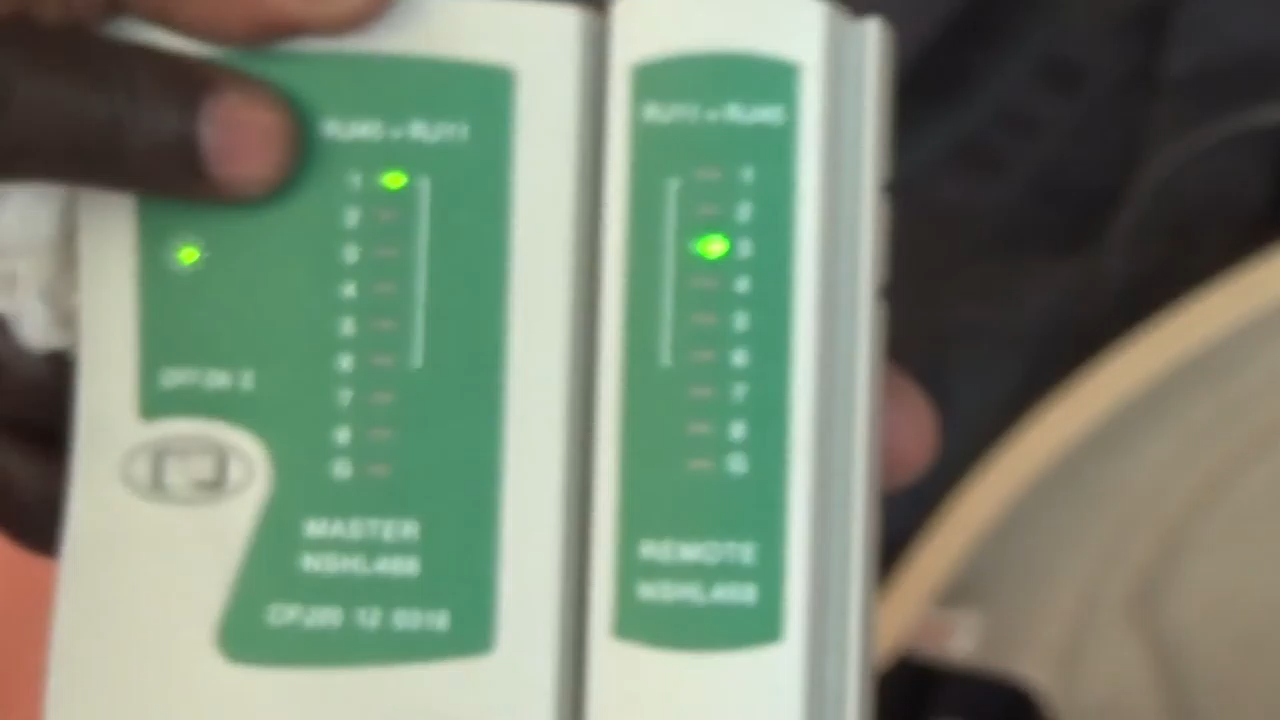 RJ45 + RJ11
1
2
3
4
5
6
7
8
G
OFF ON S
MASTER
NSHL468
RJ11 + RJ45
1
2
3
4
5
6
7
8
G
REMOTE
NSHL468